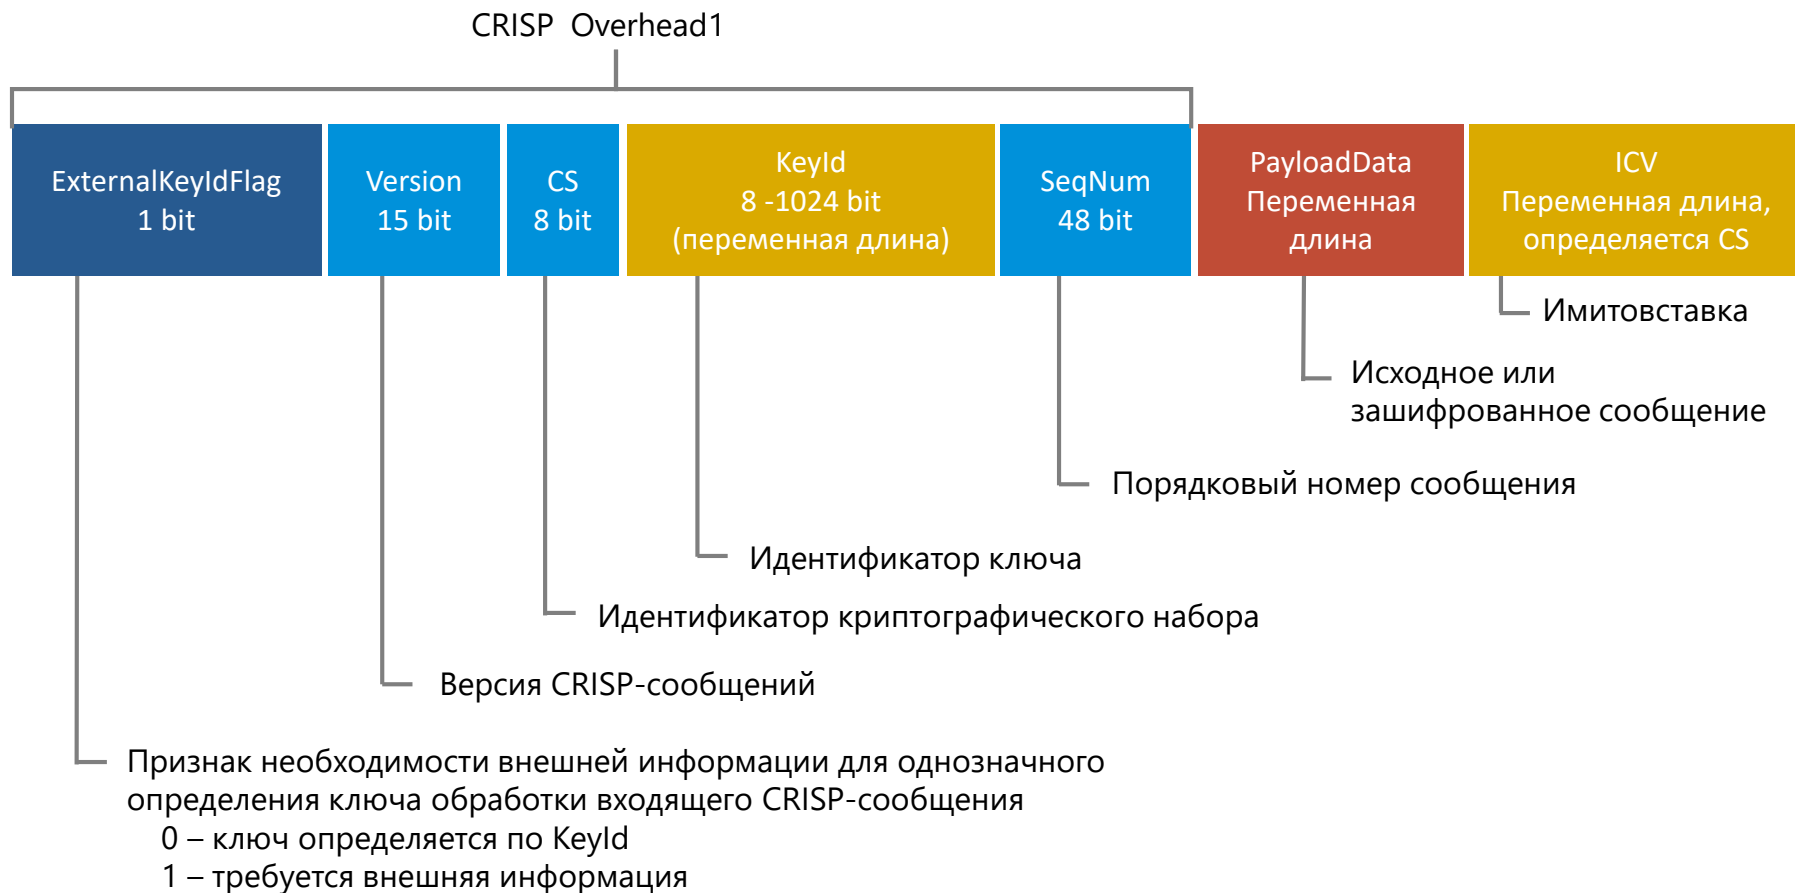 CRISP Overhead1
ExternalKeyIdFlag
1 bit
Version
15 bit
CS
8 bit
KeyId
8 -1024 bit
(переменная длина)
SeqNum
48 bit
PayloadData
Переменная
длина
ICV
Переменная длина,
определяется CS
Имитовставка
Исходное или
зашифрованное сообщение
Порядковый номер сообщения
Идентификатор ключа
Идентификатор криптографического набора
Версия CRISP-сообщений
Признак необходимости внешней информации для однозначного
определения ключа обработки входящего CRISP-сообщения
0 – ключ определяется по KeyId
1 – требуется внешняя информация